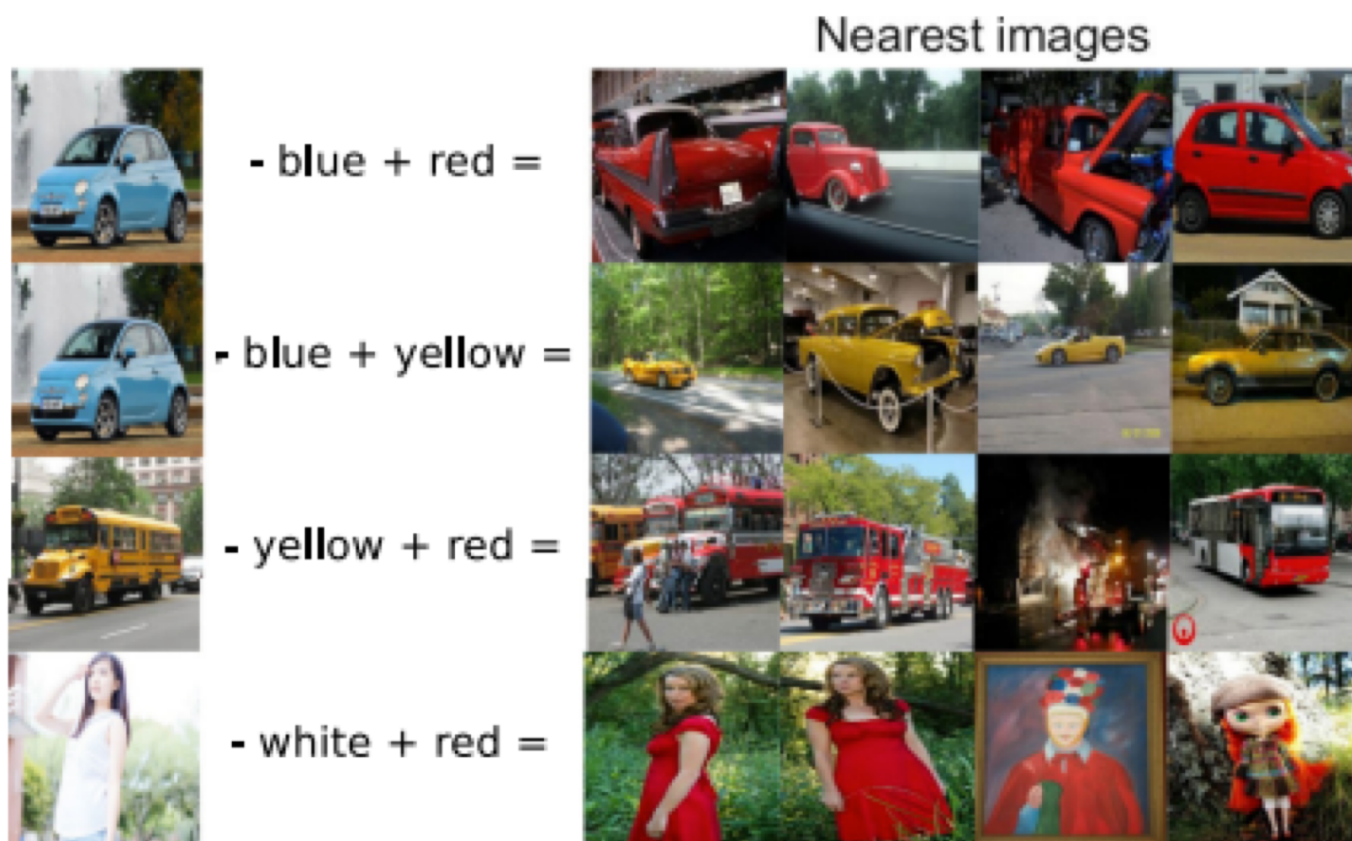 Nearest images
- blue + red =
- blue + yellow =
- yellow + red =
- white + red =